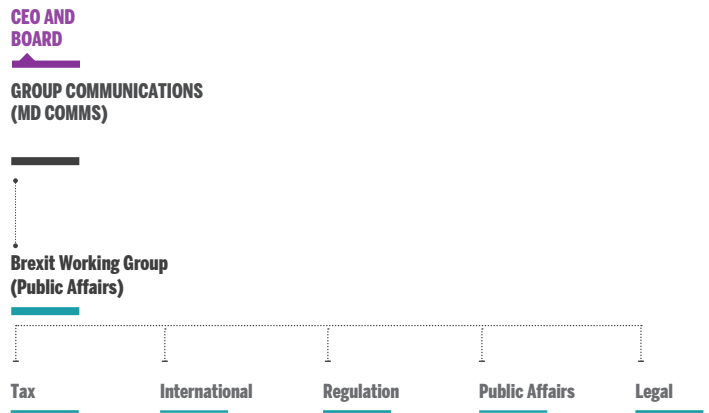 CEO AND
BOARD
GROUP COMMUNICATIONS
(MD COMMS)
Brexit Working Group
(Public Affairs)
Tax International Regulation Public Affairs Legal